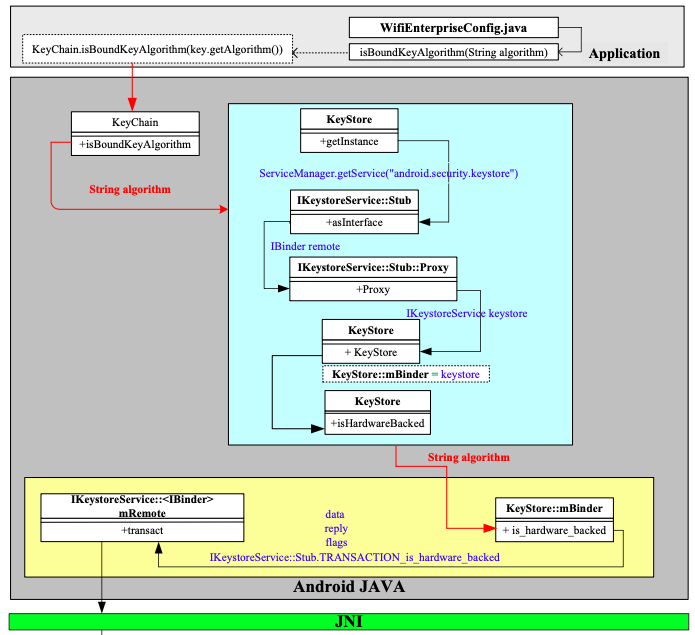 WifiEnterpriseConfig.java
KeyChain.isBoundKeyAlgorithm(key.getAlgorithm())
isBoundKeyAlgorithm(String algorithm)
Application
KeyChain
+isBoundKeyAlgorithm
String algorithm
KeyStore
+getInstance
ServiceManager.getService("android.security.keystore")
IKeystoreService::Stub
+asInterface
IBinder remote
IKeystoreService::Stub::Proxy
+Proxy
IKeystoreService keystore
KeyStore
+ KeyStore
KeyStore::mBinder = keystore
KeyStore
+isHardwareBacked
String algorithm
IKeystoreService::<IBinder>
mRemote
+transact
data
reply
flags
IKeystoreService::Stub.TRANSACTION_is_hardware_backed
KeyStore::mBinder
+ is_hardware_backed
Android JAVA
JNI